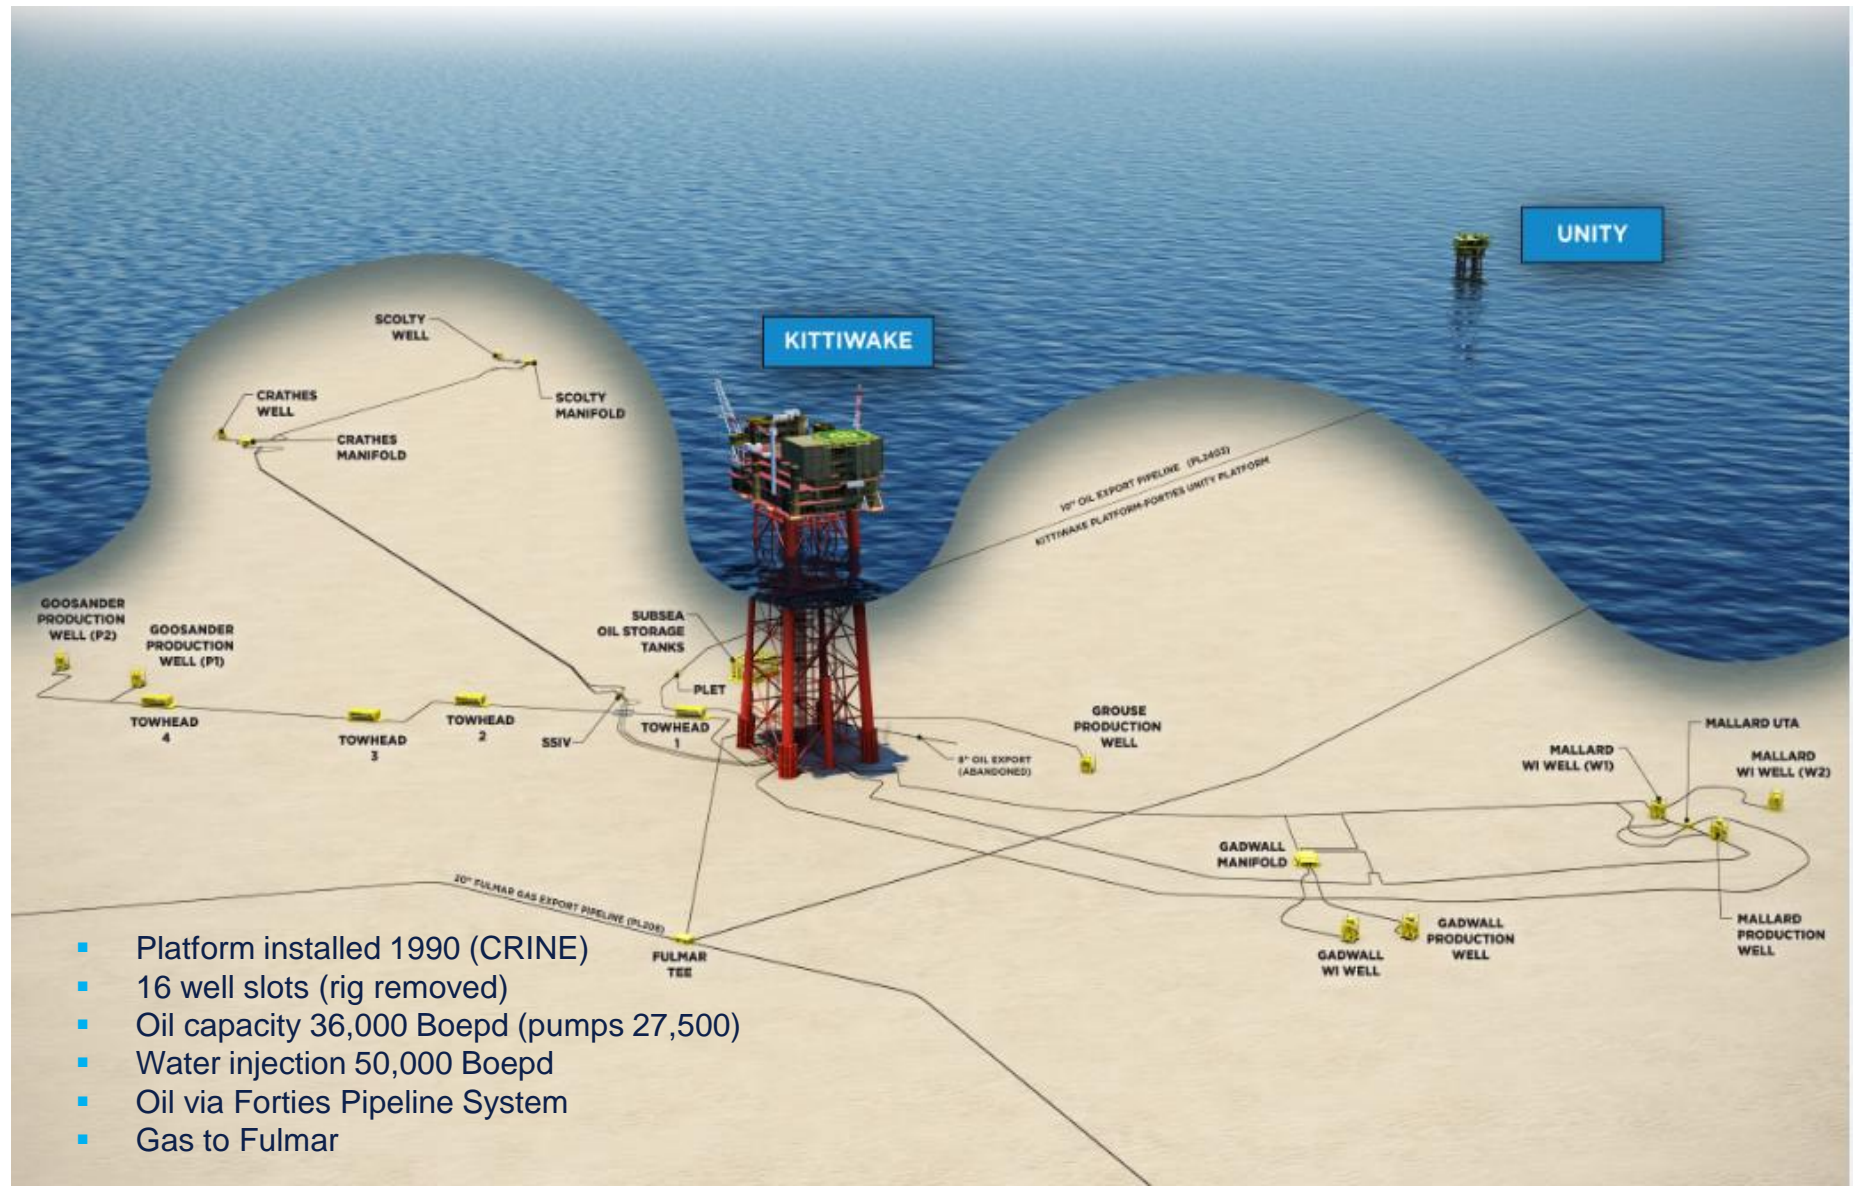 UNITY
SCOLTY
WELL
KITTIWAKE
CRATHES
WELL
SCOLTY
MANIFOLD
CRATHES
MANIFOLD
10" OIL EXPORT PIPELINE (PL2403)
KITTIWAKE PLATFORM-FORTIES UNITY PLATFORM
GOOSANDER
PRODUCTION
WELL (P2)
GOOSANDER
PRODUCTION
WELL (P1)
SUBSEA
OIL STORAGE
TANKS
PLET
TOWHEAD
4
TOWHEAD
3
TOWHEAD
2
SSIV
TOWHEAD
1
8" OIL EXPORT
(ABANDONED)
GROUSE
PRODUCTION
WELL
MALLARD UTA
MALLARD
WI WELL (W1)
MALLARD
WI WELL (W2)
GADWALL
MANIFOLD
20" FULMAR GAS EXPORT PIPELINE (PL208)
FULMAR
TEE
GADWALL
WI WELL
GADWALL
PRODUCTION
WELL
MALLARD
PRODUCTION
WELL
▪ Platform installed 1990 (CRINE)
▪ 16 well slots (rig removed)
▪ Oil capacity 36,000 Boepd (pumps 27,500)
▪ Water injection 50,000 Boepd
▪ Oil via Forties Pipeline System
▪ Gas to Fulmar